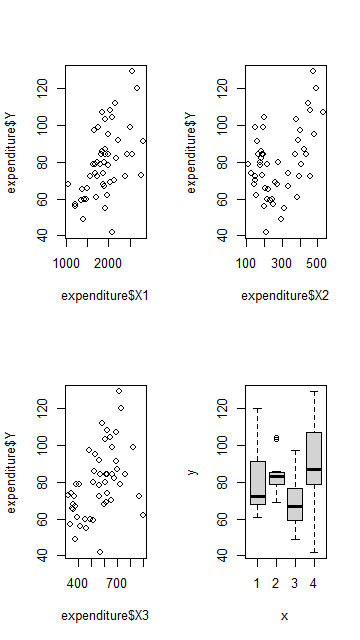 expenditure$Y
40 60 80 100 120
1000 2000
expenditure$X1
expenditure$Y
40 60 80 100 120
100 300 500
expenditure$X2
expenditure$Y
40 60 80 100 120
400 700
expenditure$X3
y
40 60 80 100 120
1 2 3 4
x